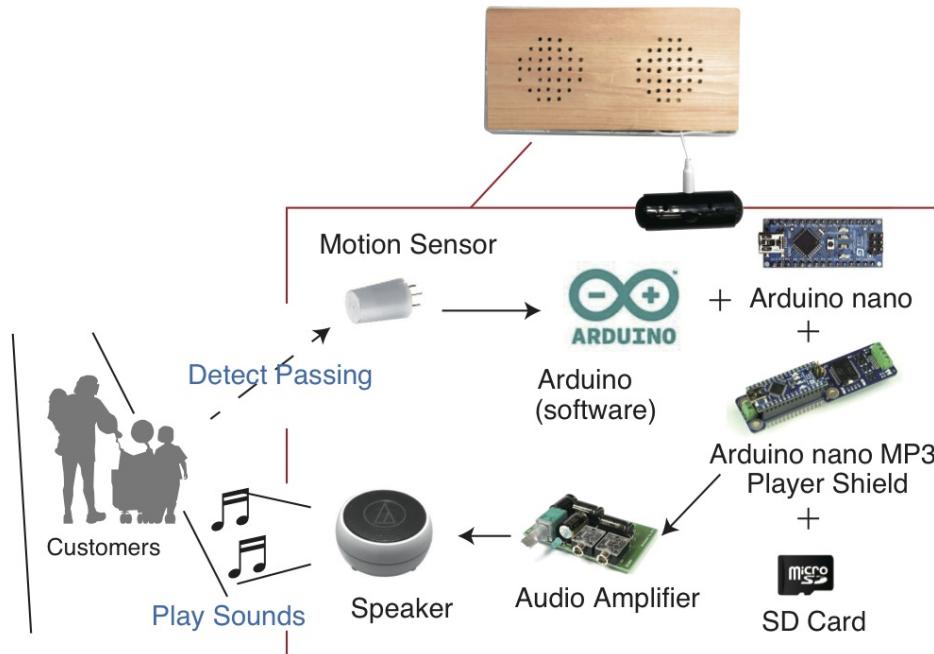 Motion Sensor
ARDUINO
TM
+ Arduino nano
+
Detect Passing
Arduino
(software)
Arduino nano MP3
Player Shield
+
Customers
Play Sounds
Speaker
Audio Amplifier
Micro
SD
SD Card